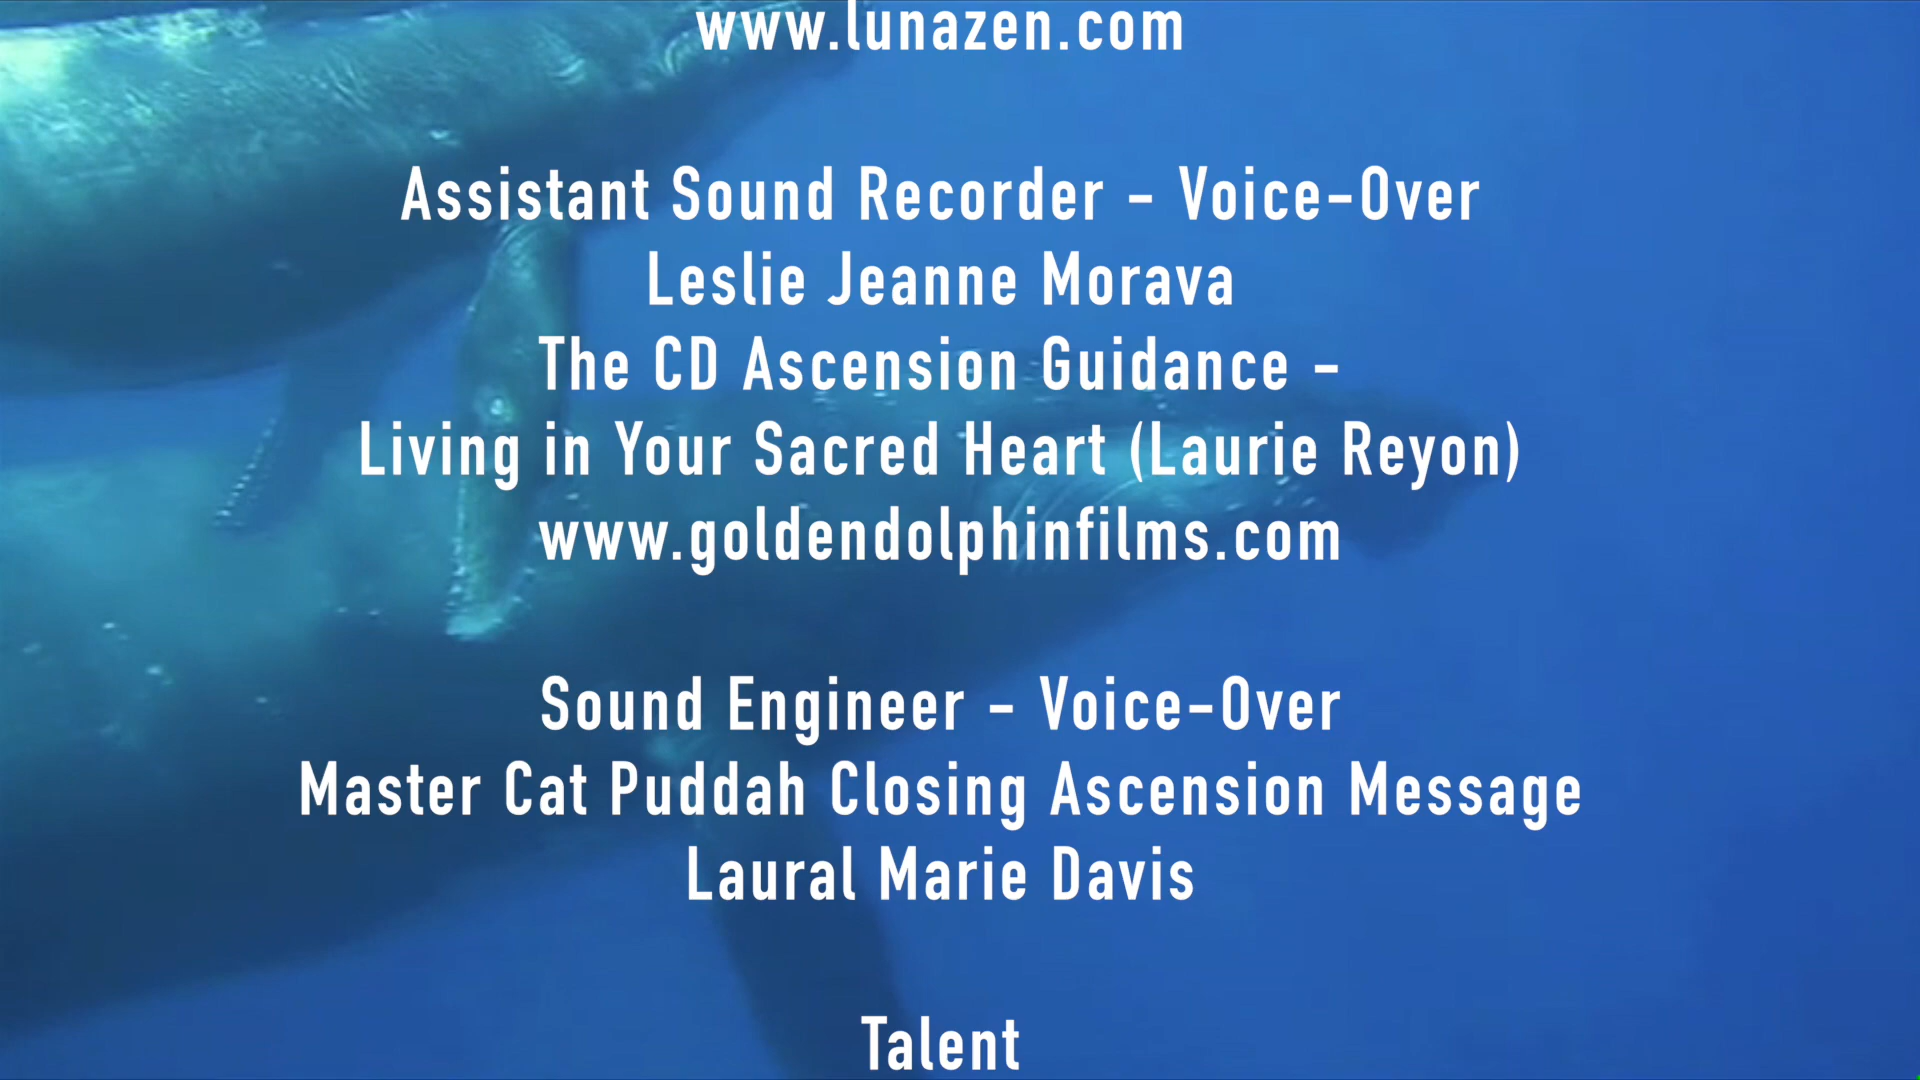 www.lunazen.com
Assistant Sound Recorder - Voice-Over
Leslie Jeanne Morava
The CD Ascension Guidance -
Living in Your Sacred Heart (Laurie Reyon)
www.goldendolphinfilms.com
Sound Engineer - Voice-Over
Master Cat Puddah Closing Ascension Message
Laural Marie Davis
Talent